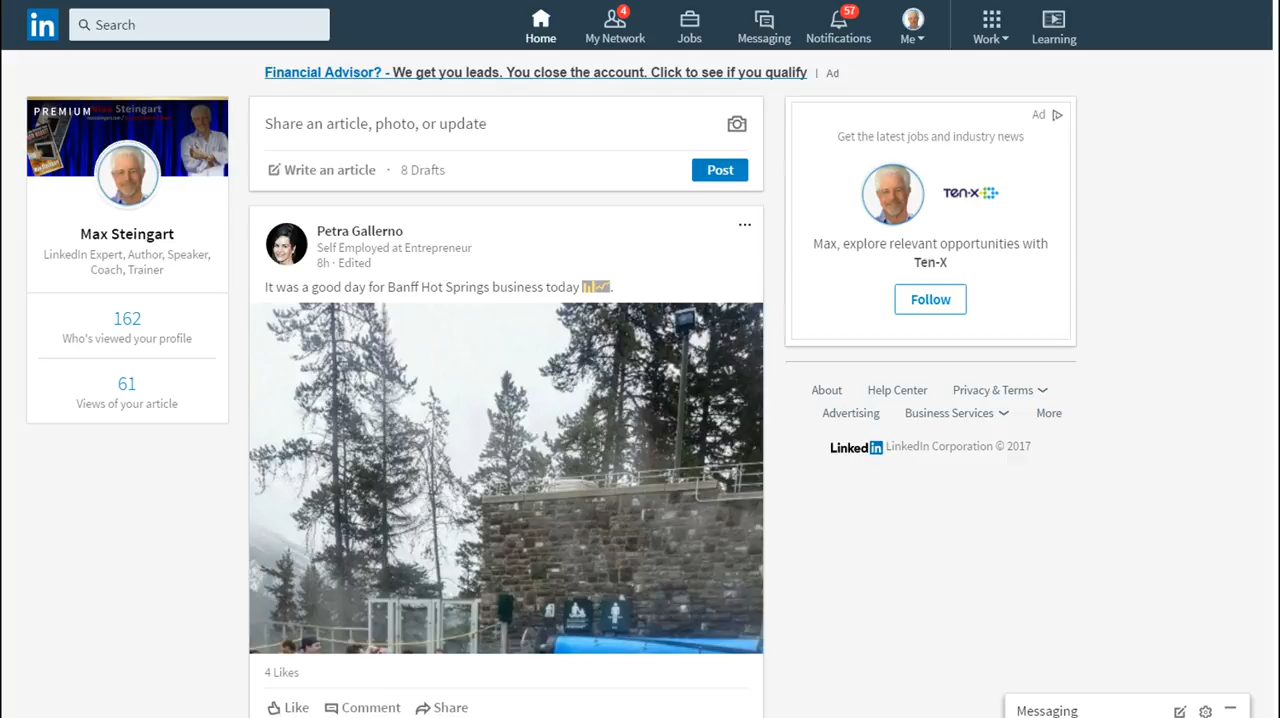 in
Search
Home
My Network
4
Jobs
Messaging
Notifications
57
Me
Work
Learning
Financial Advisor? - We get you leads. You close the account. Click to see if you qualify | Ad
PREMIUM
Steingart
Max Steingart
LinkedIn Expert, Author, Speaker,
Coach, Trainer
162
Who's viewed your profile
61
Views of your article
Share an article, photo, or update
Write an article · 8 Drafts
Post
Petra Gallerno
Self Employed at Entrepreneur
8h · Edited
It was a good day for Banff Hot Springs business today .
4 Likes
Like
Comment
Share
Ad
Get the latest jobs and industry news
TEN-X
Max, explore relevant opportunities with
Ten-X
Follow
About
Help Center
Privacy & Terms
Advertising
Business Services
More
Linked in LinkedIn Corporation © 2017
Messaging